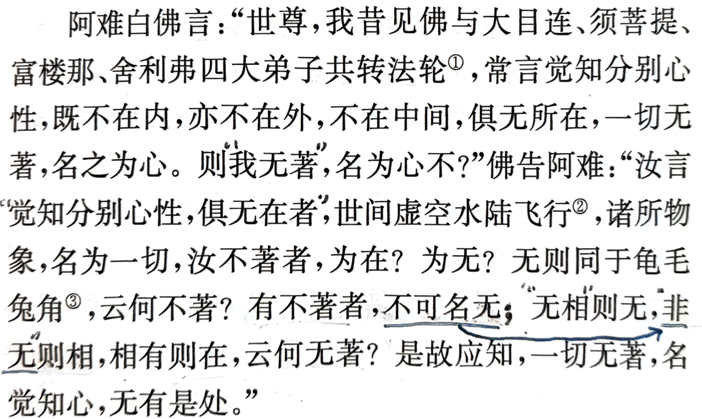 阿难白佛言:“世尊,我昔见佛与大目连、须菩提、
富楼那、舍利弗四大弟子共转法轮①,常言觉知分别心
性,既不在内,亦不在外,不在中间,俱无所在,一切无
著,名之为心。则“我无著”,名为心不?”佛告阿难:“汝言
“觉知分别心性,俱无在者”,世间虚空水陆飞行②,诸所物
象,名为一切,汝不著者,为在?为无?无则同于龟毛
兔角③,云何不著?有不著者,不可名无;“无相”则无,“非
无”则相,相有则在,云何无著?是故应知,一切无著,名
觉知心,无有是处。”